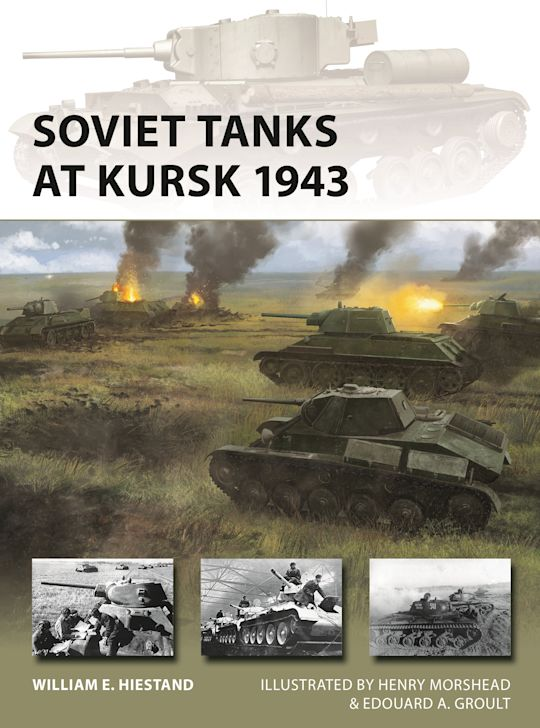 SOVIET TANKS
AT KURSK 1943
WILLIAM E. HIESTAND
ILLUSTRATED BY HENRY MORSHEAD
& EDOUARD A. GROULT